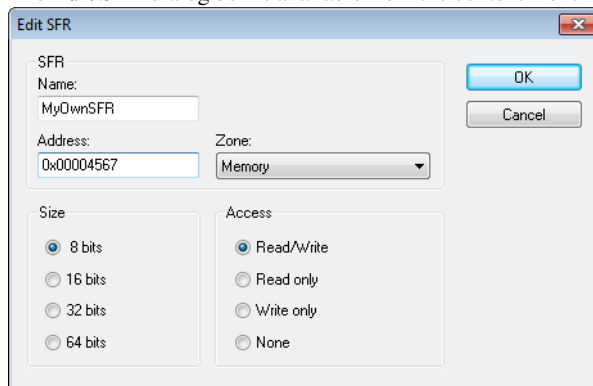 Edit SFR
SFR
Name:
MyOwnSFR
Address:
0x00004567
Zone:
Memory
OK
Cancel
Size
8 bits
16 bits
32 bits
64 bits
Access
Read/Write
Read only
Write only
None